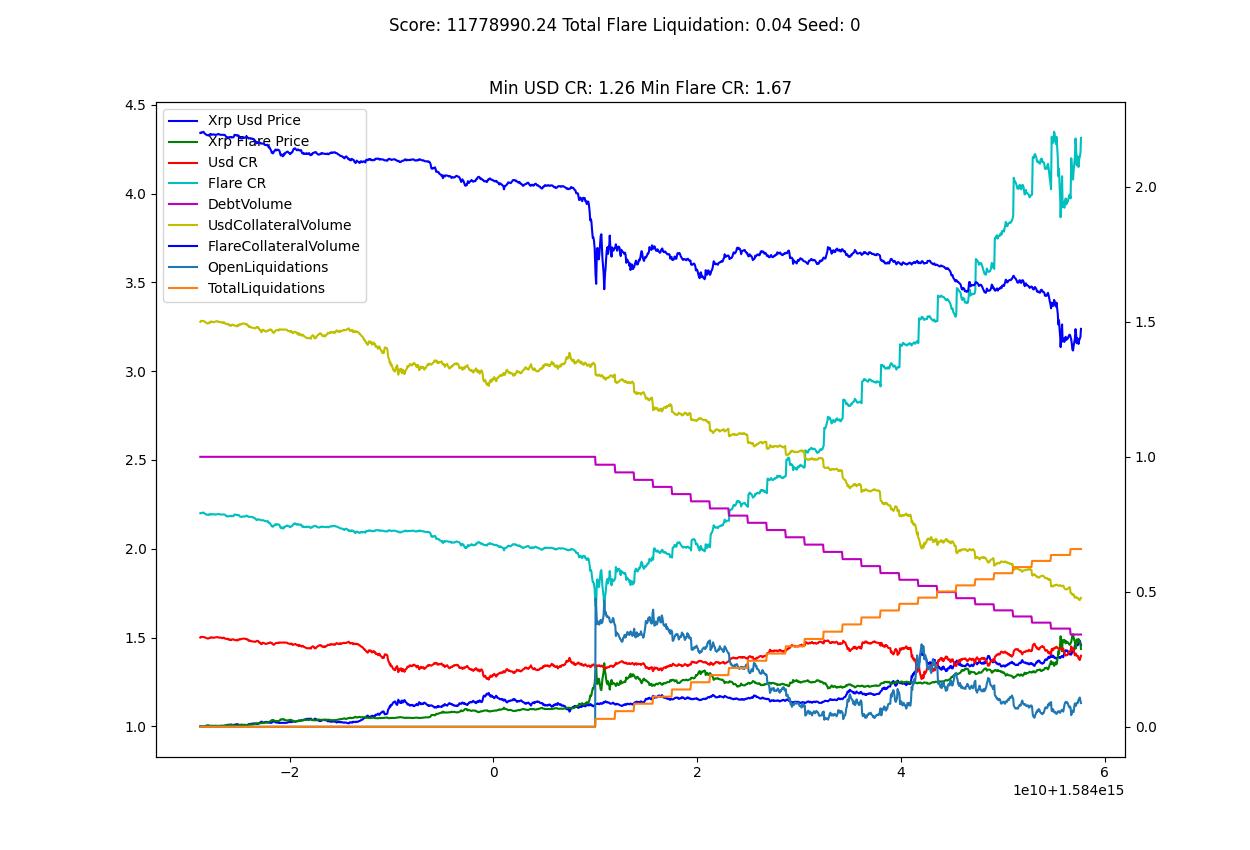 Score: 11778990.24 Total Flare Liquidation: 0.04 Seed: 0
Min USD CR: 1.26 Min Flare CR: 1.67
Xrp Usd Price
Xrp Flare Price
Usd CR
Flare CR
DebtVolume
UsdCollateralVolume
FlareCollateralVolume
OpenLiquidations
TotalLiquidations
4.5
4.0
3.5
3.0
2.5
2.0
1.5
1.0
2.0
1.5
1.0
0.5
0.0
−2
0
2
4
6
1e10+1.584e15